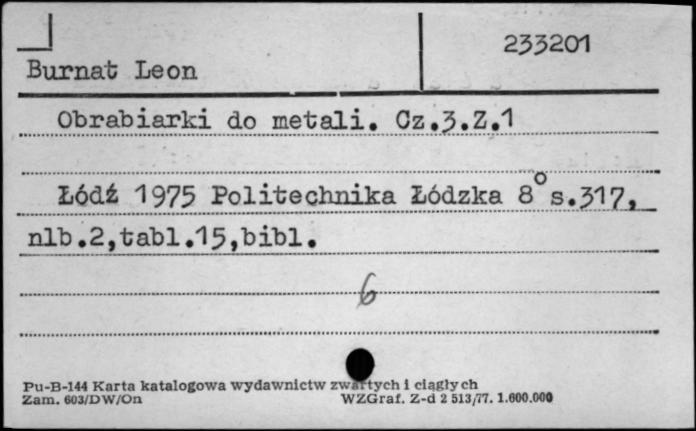 233201
Burnat Leon
Obrabiarki do metali. Cz.3.Z.1
Łódź 1975 Politechnika Łódzka 8° s.317,
nlb.2,tabl.15,bibl.
6
Pu-B-144 Karta katalogowa wydawnictw zwartych i ciągłych
Zam. 603/DW/On WZGraf. Z-d 2 513/77. 1.600.000